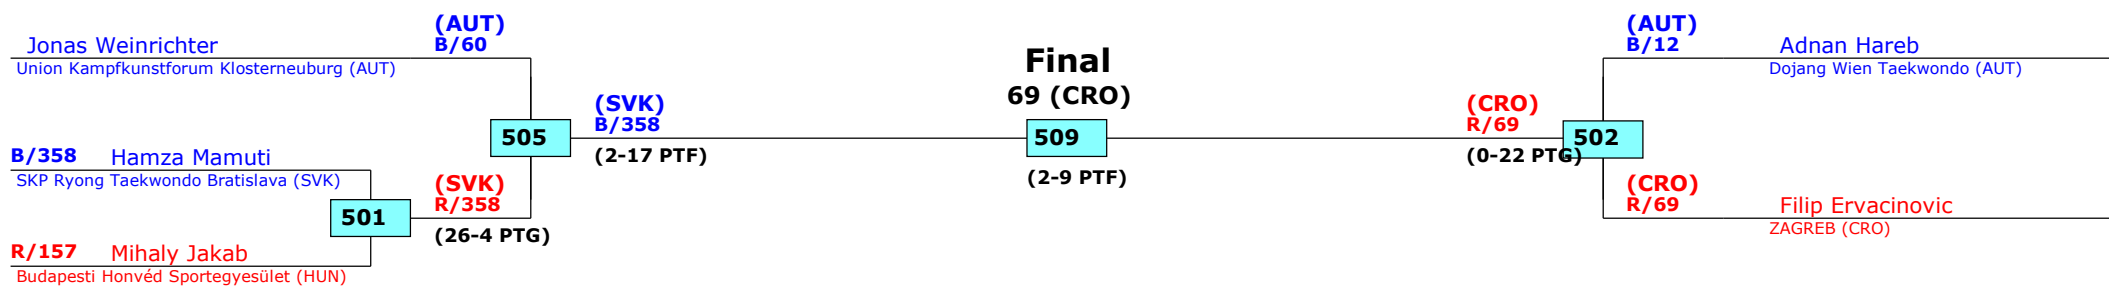 (AUT)
B/60
Jonas Weinrichter
Union Kampfkunstforum Klosterneuburg (AUT)
505
B/358 Hamza Mamuti
SKP Ryong Taekwondo Bratislava (SVK)
501
(SVK)
R/358
(26-4 PTG)
R/157 Mihaly Jakab
Budapesti Honvéd Sportegyesület (HUN)
(SVK)
B/358
(2-17 PTF)
Final
69 (CRO)
509
(2-9 PTF)
(CRO)
R/69
(0-22 PTG)
502
(AUT)
B/12
Adnan Hareb
Dojang Wien Taekwondo (AUT)
(CRO)
R/69
Filip Ervacinovic
ZAGREB (CRO)